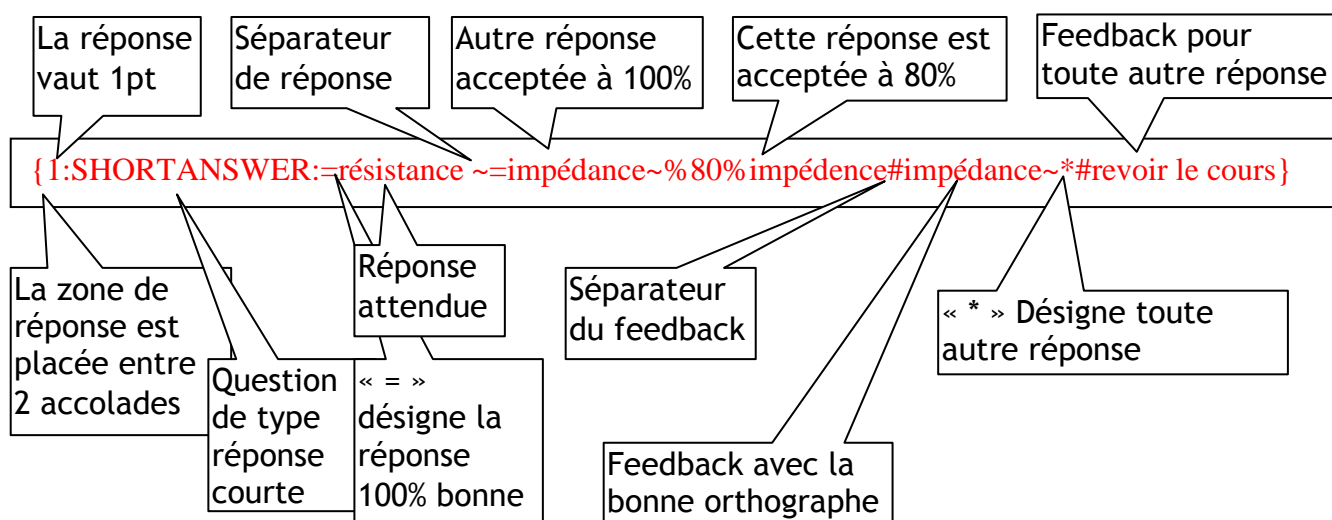 La réponse
vaut 1pt
Séparateur
de réponse
Autre réponse
acceptée à 100%
Cette réponse est
acceptée à 80%
Feedback pour
toute autre réponse
{1:SHORTANSWER:=résistance ~=impédance~%80%impédence#impédance~*#revoir le cours}
La zone de
réponse est
placée entre
2 accolades
Question
de type
réponse
courte
Réponse
attendue
« = »
désigne la
réponse
100% bonne
Séparateur
du feedback
Feedback avec la
bonne orthographe
« * » Désigne toute
autre réponse